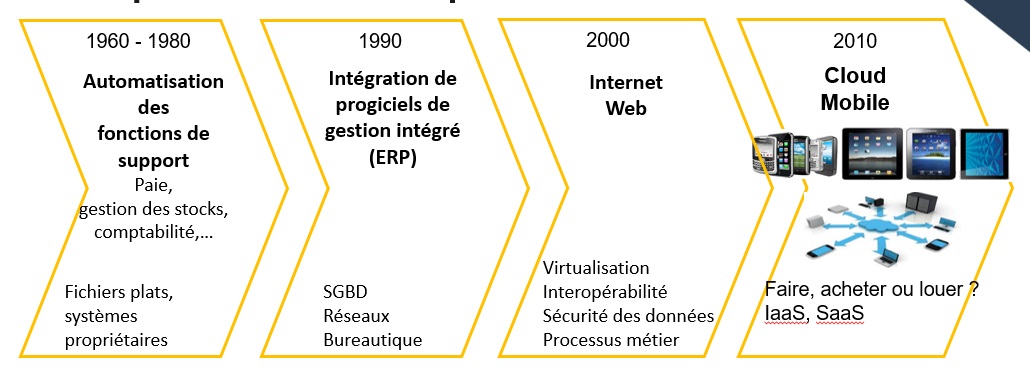 1960 - 1980
Automatisation
des
fonctions de
support
Paie,
gestion des stocks,
comptabilité,...
Fichiers plats,
systèmes
propriétaires
1990
Intégration de
progiciels de
gestion intégré
(ERP)
SGBD
Réseaux
Bureautique
2000
Internet
Web
Virtualisation
Interopérabilité
Sécurité des données
Processus métier
2010
Cloud
Mobile
Faire, acheter ou louer ?
IaaS, SaaS